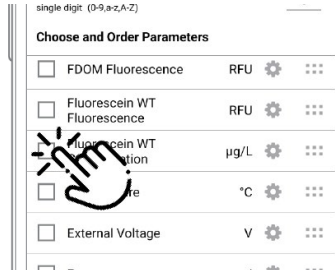 single digit (0-9,a-z,A-Z)
Choose and Order Parameters
FDOM Fluorescence RFU
Fluorescein WT
Fluorescence RFU
WT
µg/L
°C
External Voltage V